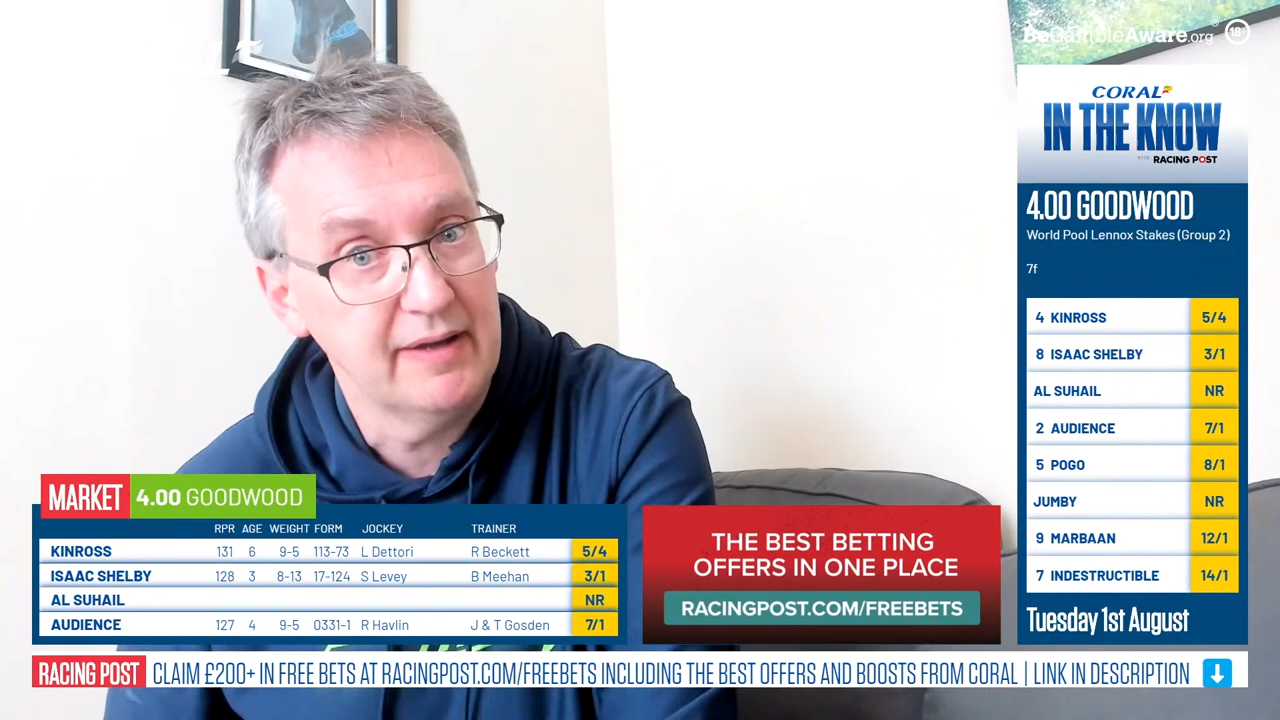 BeGambleAware.org® 18+
CORAL
IN THE KNOW
WITH RACING POST
4.00 GOODWOOD
World Pool Lennox Stakes (Group 2)
7f
4 KINROSS 5/4
8 ISAAC SHELBY 3/1
AL SUHAIL NR
2 AUDIENCE 7/1
5 POGO 8/1
JUMBY NR
9 MARBAAN 12/1
7 INDESTRUCTIBLE 14/1
Tuesday 1st August
MARKET 4.00 GOODWOOD
RPR AGE WEIGHT FORM JOCKEY TRAINER
KINROSS 131 6 9-5 113-73 L Dettori R Beckett 5/4
ISAAC SHELBY 128 3 8-13 17-124 S Levey B Meehan 3/1
AL SUHAIL NR
AUDIENCE 127 4 9-5 0331-1 R Havlin J & T Gosden 7/1
THE BEST BETTING
OFFERS IN ONE PLACE
RACINGPOST.COM/FREEBETS
RACING POST CLAIM £200+ IN FREE BETS AT RACINGPOST.COM/FREEBETS INCLUDING THE BEST OFFERS AND BOOSTS FROM CORAL | LINK IN DESCRIPTION